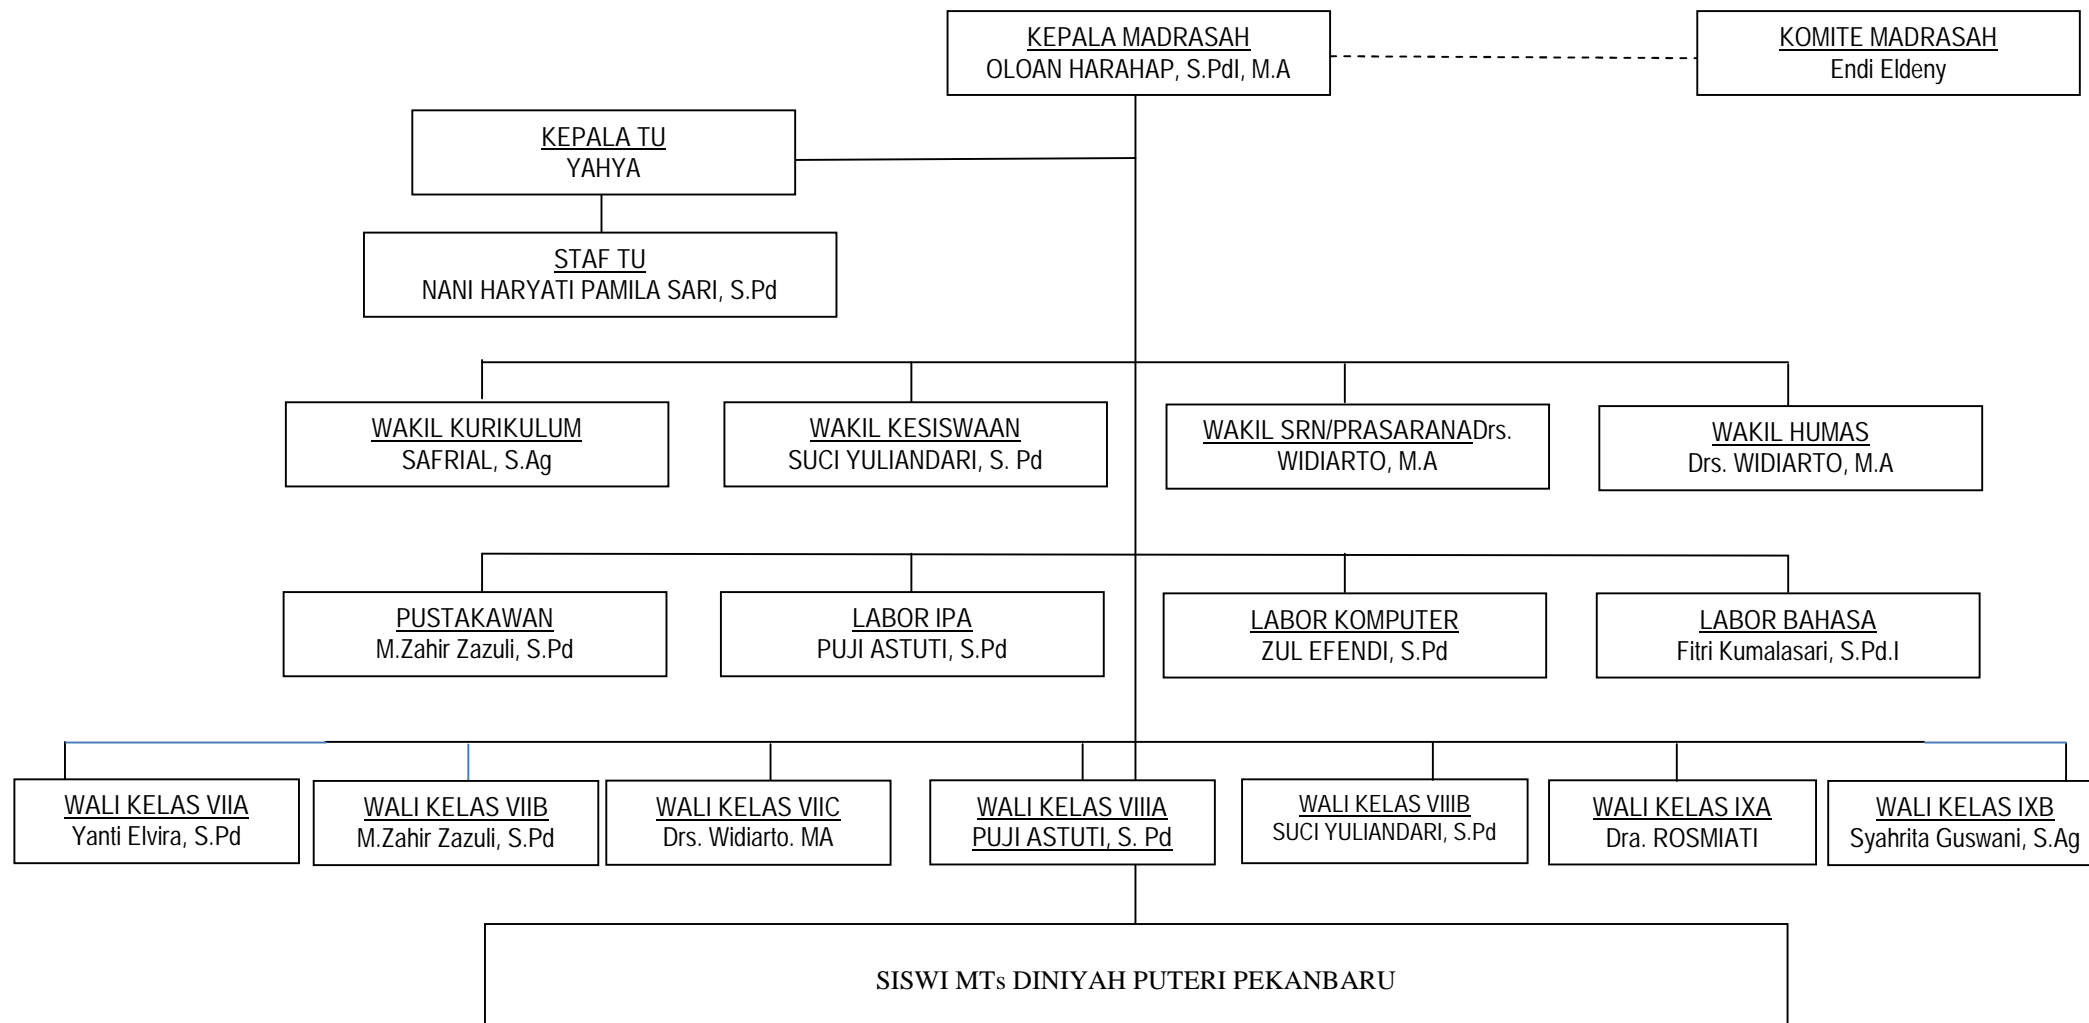 KEPALA MADRASAH
OLOAN HARAHAP, S.PdI, M.A
KOMITE MADRASAH
Endi Eldeny
KEPALA TU
YAHYA
STAF TU
NANI HARYATI PAMILA SARI, S.Pd
WAKIL KURIKULUM
SAFRIAL, S.Ag
WAKIL KESISWAAN
SUCI YULIANDARI, S. Pd
WAKIL SRN/PRASARANADrs.
WIDIARTO, M.A
WAKIL HUMAS
Drs. WIDIARTO, M.A
PUSTAKAWAN
M.Zahir Zazuli, S.Pd
LABOR IPA
PUJI ASTUTI, S.Pd
LABOR KOMPUTER
ZUL EFENDI, S.Pd
LABOR BAHASA
Fitri Kumalasari, S.Pd.I
WALI KELAS VIIA
Yanti Elvira, S.Pd
WALI KELAS VIIB
M.Zahir Zazuli, S.Pd
WALI KELAS VIIC
Drs. Widiarto. MA
WALI KELAS VIIIA
PUJI ASTUTI, S. Pd
WALI KELAS VIIIB
SUCI YULIANDARI, S.Pd
WALI KELAS IXA
Dra. ROSMIATI
WALI KELAS IXB
Syahrita Guswani, S.Ag
SISWI MTs DINIYAH PUTERI PEKANBARU